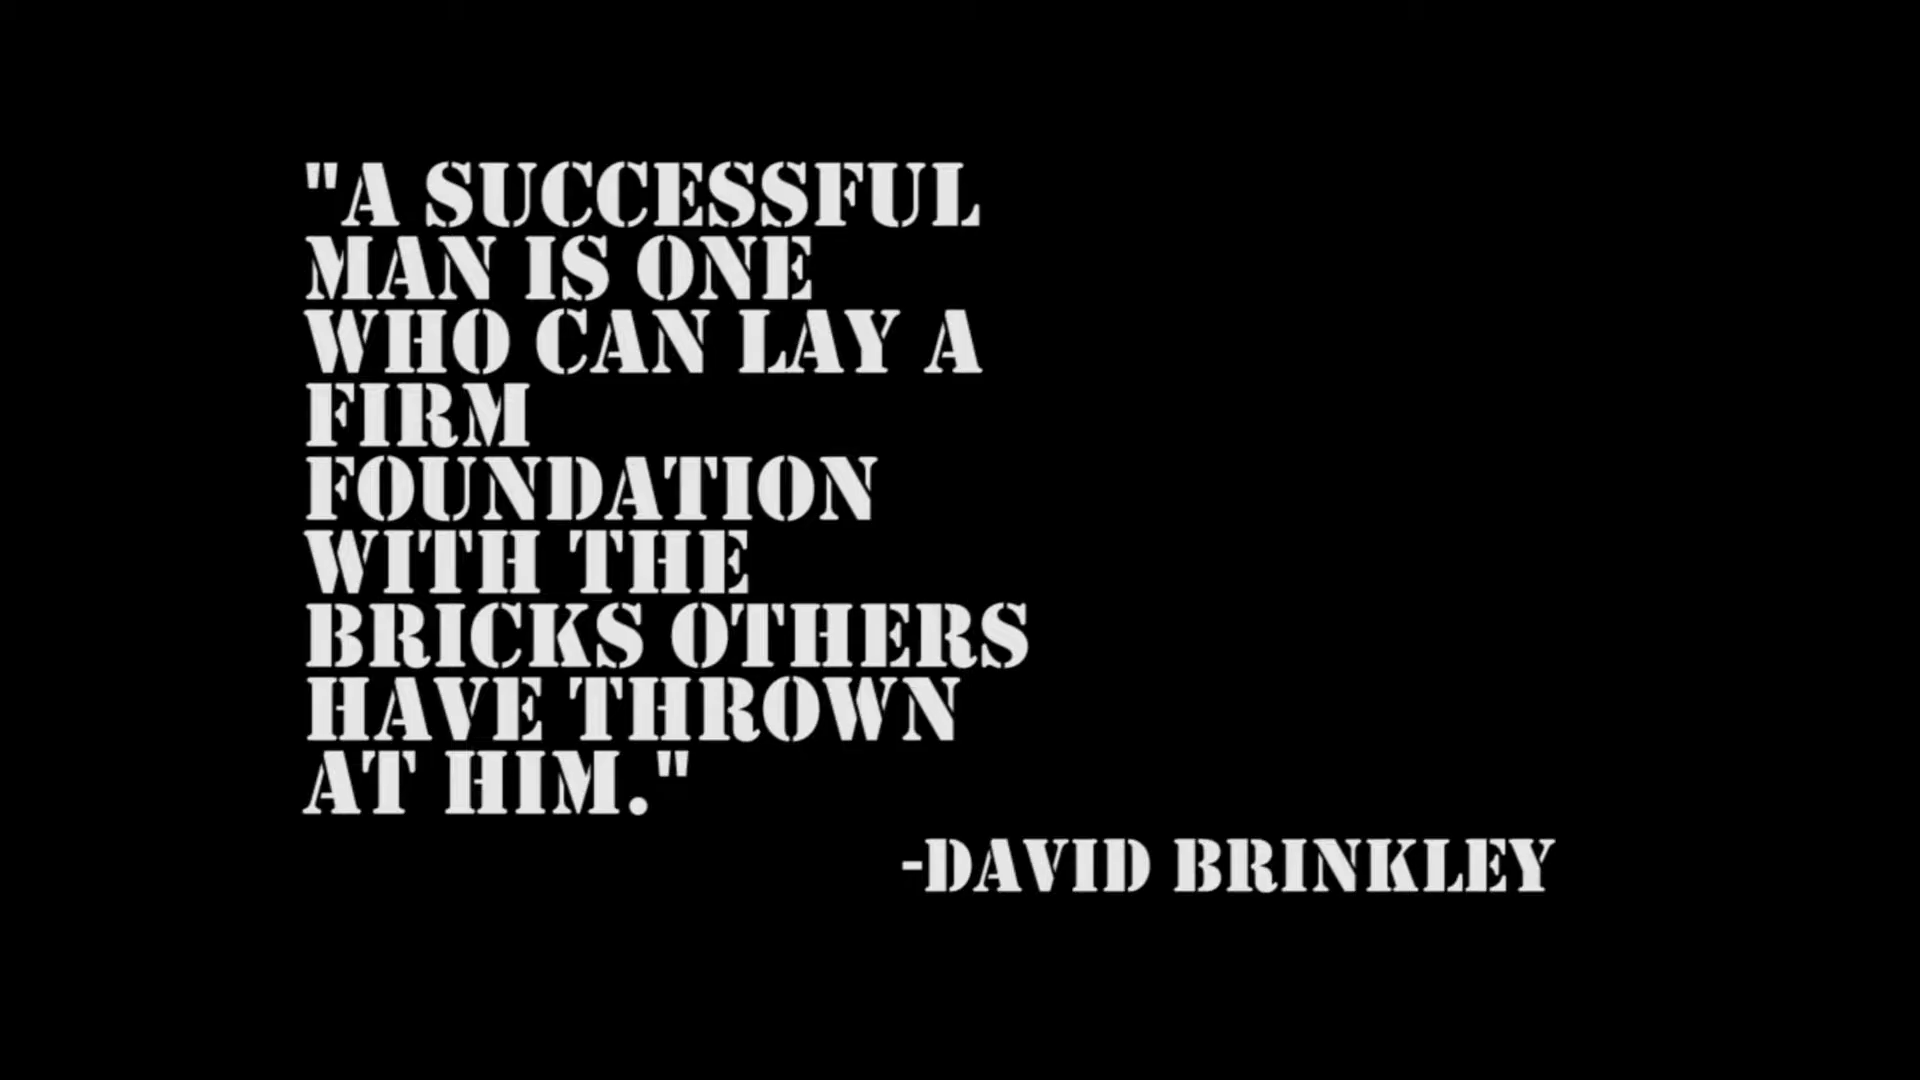 "A SUCCESSFUL
MAN IS ONE
WHO CAN LAY A
FIRM
FOUNDATION
WITH THE
BRICKS OTHERS
HAVE THROWN
AT HIM."
-DAVID BRINKLEY